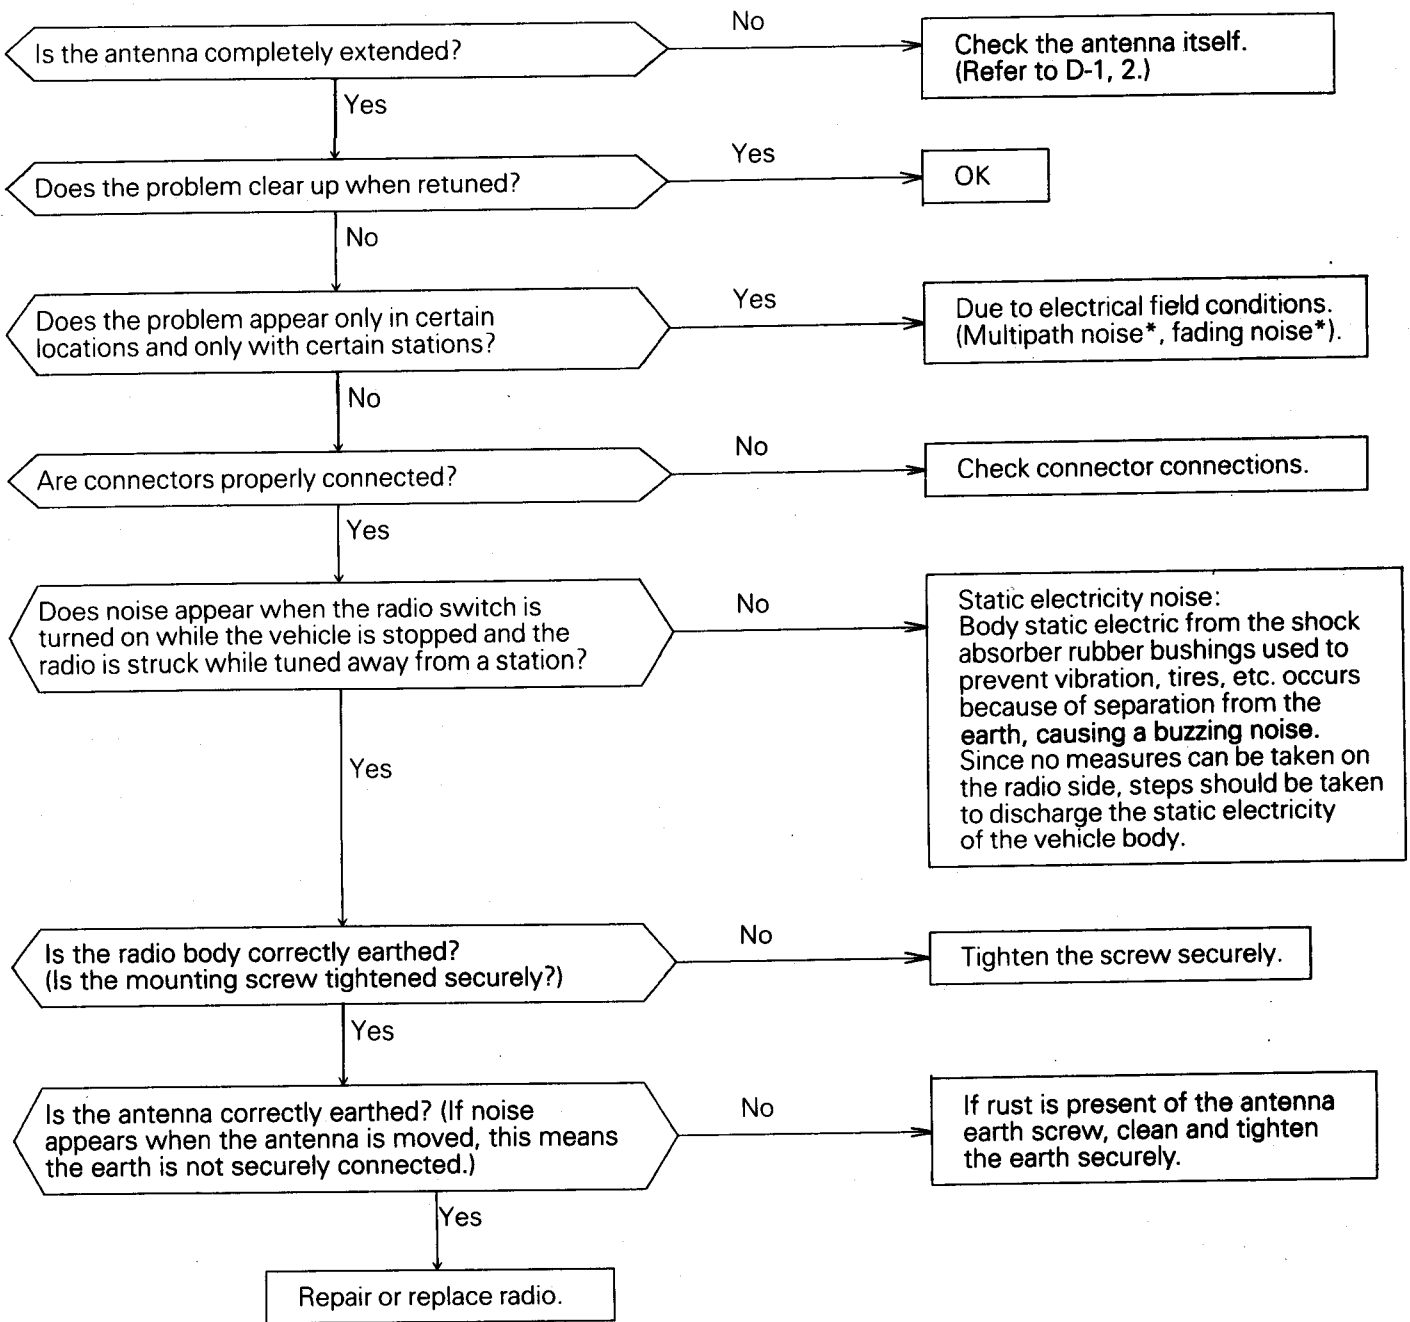 Is the antenna completely extended?
No
Check the antenna itself.
(Refer to D-1, 2.)
Yes
Does the problem clear up when retuned?
Yes
OK
No
Does the problem appear only in certain
locations and only with certain stations?
Yes
Due to electrical field conditions.
(Multipath noise*, fading noise*).
No
Are connectors properly connected?
No
Check connector connections.
Yes
Does noise appear when the radio switch is
turned on while the vehicle is stopped and the
radio is struck while tuned away from a station?
No
Static electricity noise:
Body static electric from the shock
absorber rubber bushings used to
prevent vibration, tires, etc. occurs
because of separation from the
earth, causing a buzzing noise.
Since no measures can be taken on
the radio side, steps should be taken
to discharge the static electricity
of the vehicle body.
Yes
Is the radio body correctly earthed?
(Is the mounting screw tightened securely?)
No
Tighten the screw securely.
Yes
Is the antenna correctly earthed? (If noise
appears when the antenna is moved, this means
the earth is not securely connected.)
No
If rust is present of the antenna
earth screw, clean and tighten
the earth securely.
Yes
Repair or replace radio.